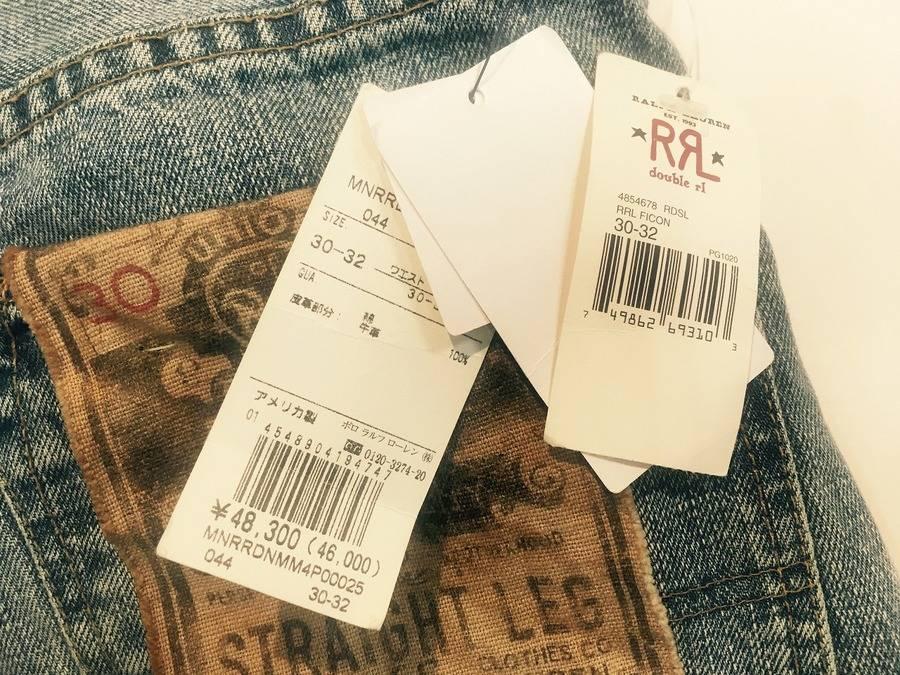 MNRRD
044
SIZE
30-32
ウエスト
30-
QUA
皮革部分： 綿
牛革
100%
アメリカ製
ポロ ラルフ ローレン ㈱
01
0120-3274-20
¥48,300 (46,000)
MNRRDNMM4P00025
044
30-32
RALPH LAUREN
EST. 1993
RRL
double rl
4854678 RDSL
RRL FICON
30-32
PG1020
7 49862 69310 3
30
STRAIGHT LEG
CLOTHES CO